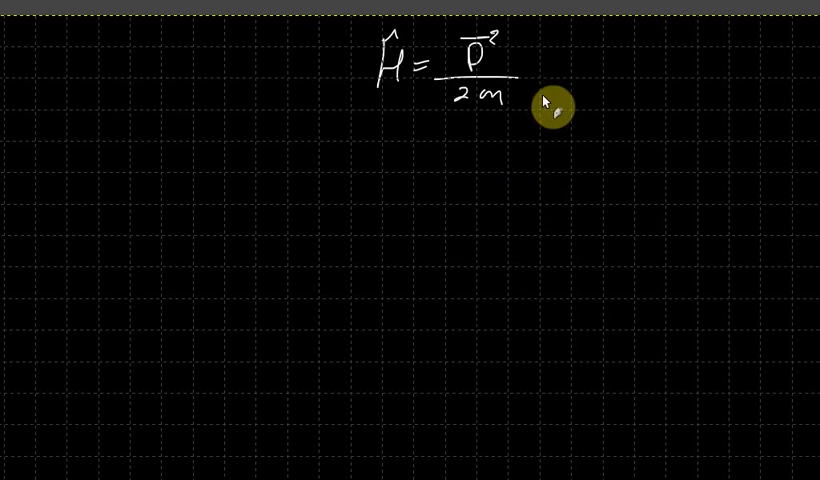 Ĥ = p̄² / 2m